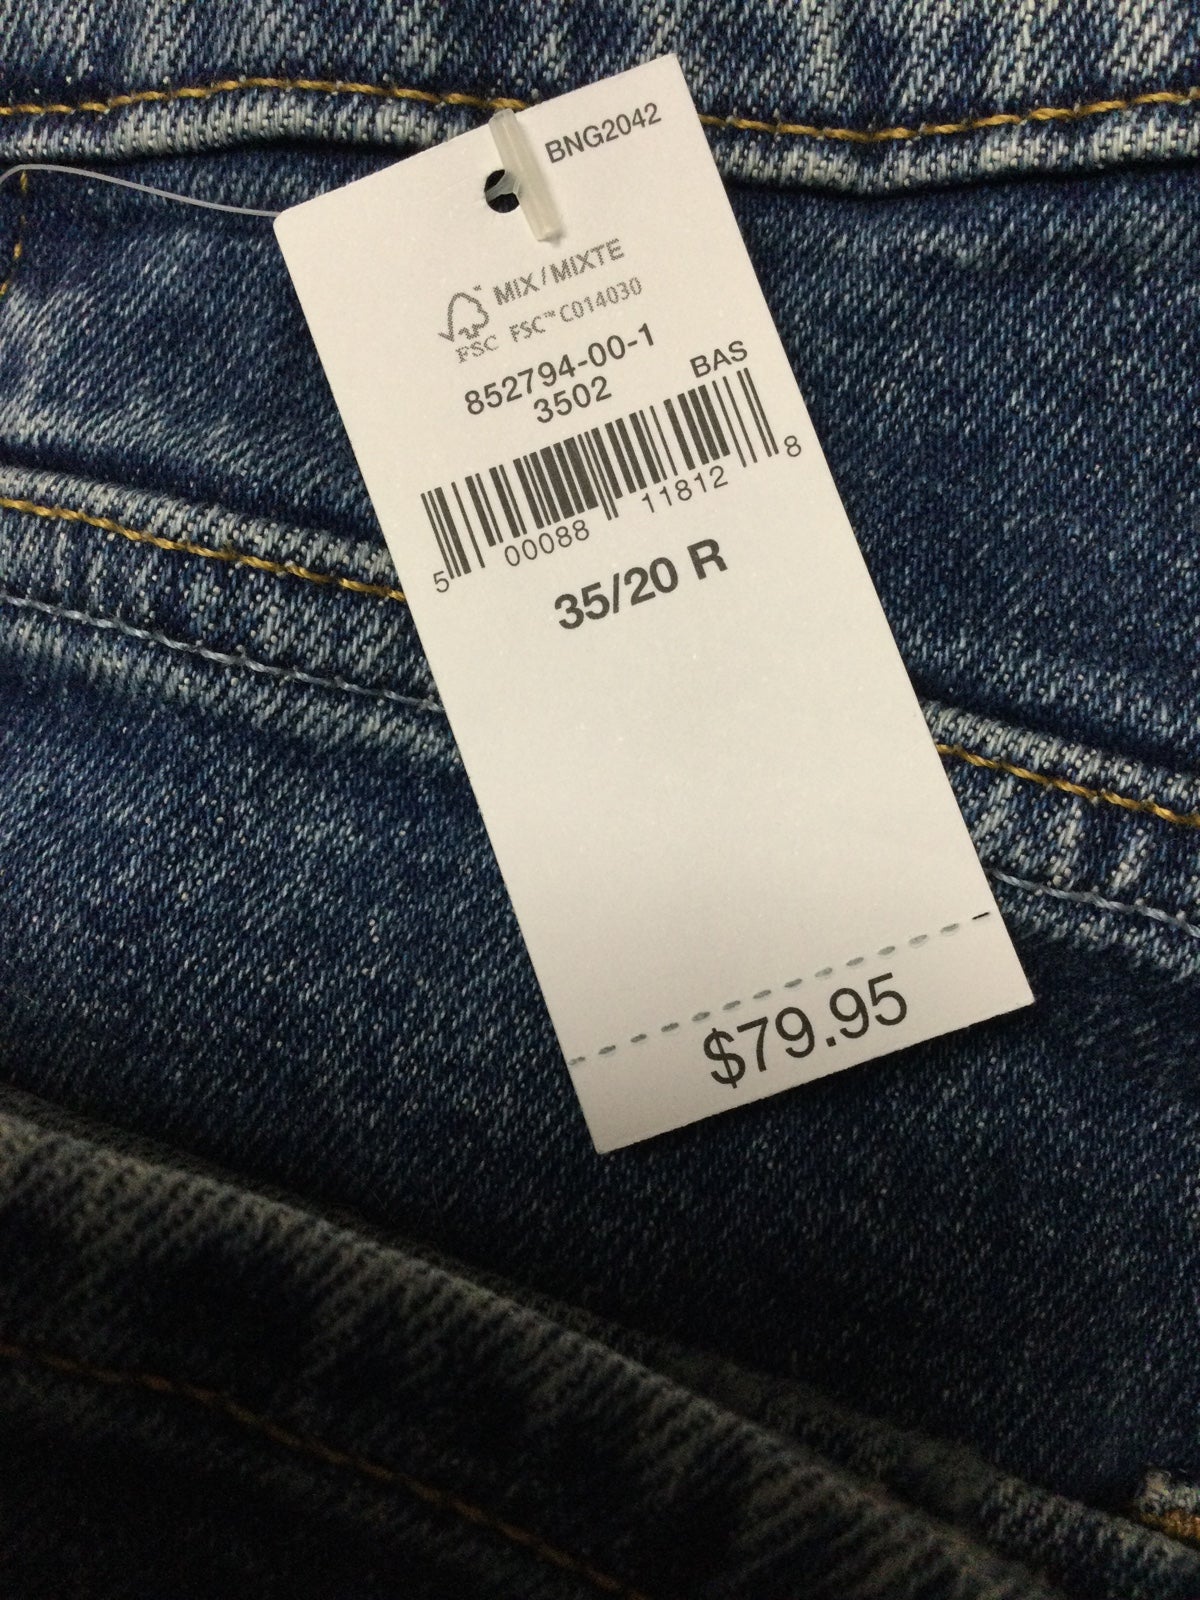 BNG2042
MIX/MIXTE
FSC FSC™ C014030
852794-00-1
3502 BAS
5 00088 11812 8
35/20 R
$79.95